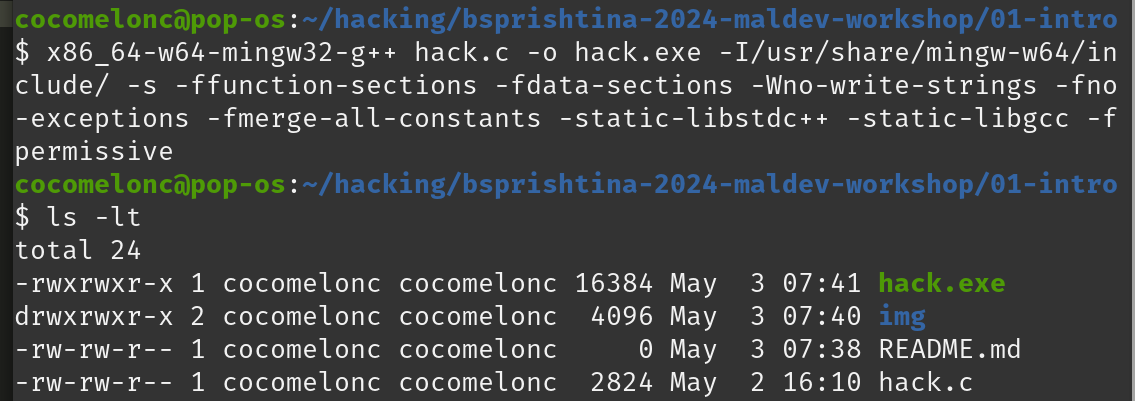 cocomelonc@pop-os:~/hacking/bsprishtina-2024-maldev-workshop/01-intro
$ x86_64-w64-mingw32-g++ hack.c -o hack.exe -I/usr/share/mingw-w64/in
clude/ -s -ffunction-sections -fdata-sections -Wno-write-strings -fno
-exceptions -fmerge-all-constants -static-libstdc++ -static-libgcc -f
permissive
cocomelonc@pop-os:~/hacking/bsprishtina-2024-maldev-workshop/01-intro
$ ls -lt
total 24
-rwxrwxr-x 1 cocomelonc cocomelonc 16384 May  3 07:41 hack.exe
drwxrwxr-x 2 cocomelonc cocomelonc  4096 May  3 07:40 img
-rw-rw-r-- 1 cocomelonc cocomelonc     0 May  3 07:38 README.md
-rw-rw-r-- 1 cocomelonc cocomelonc  2824 May  2 16:10 hack.c